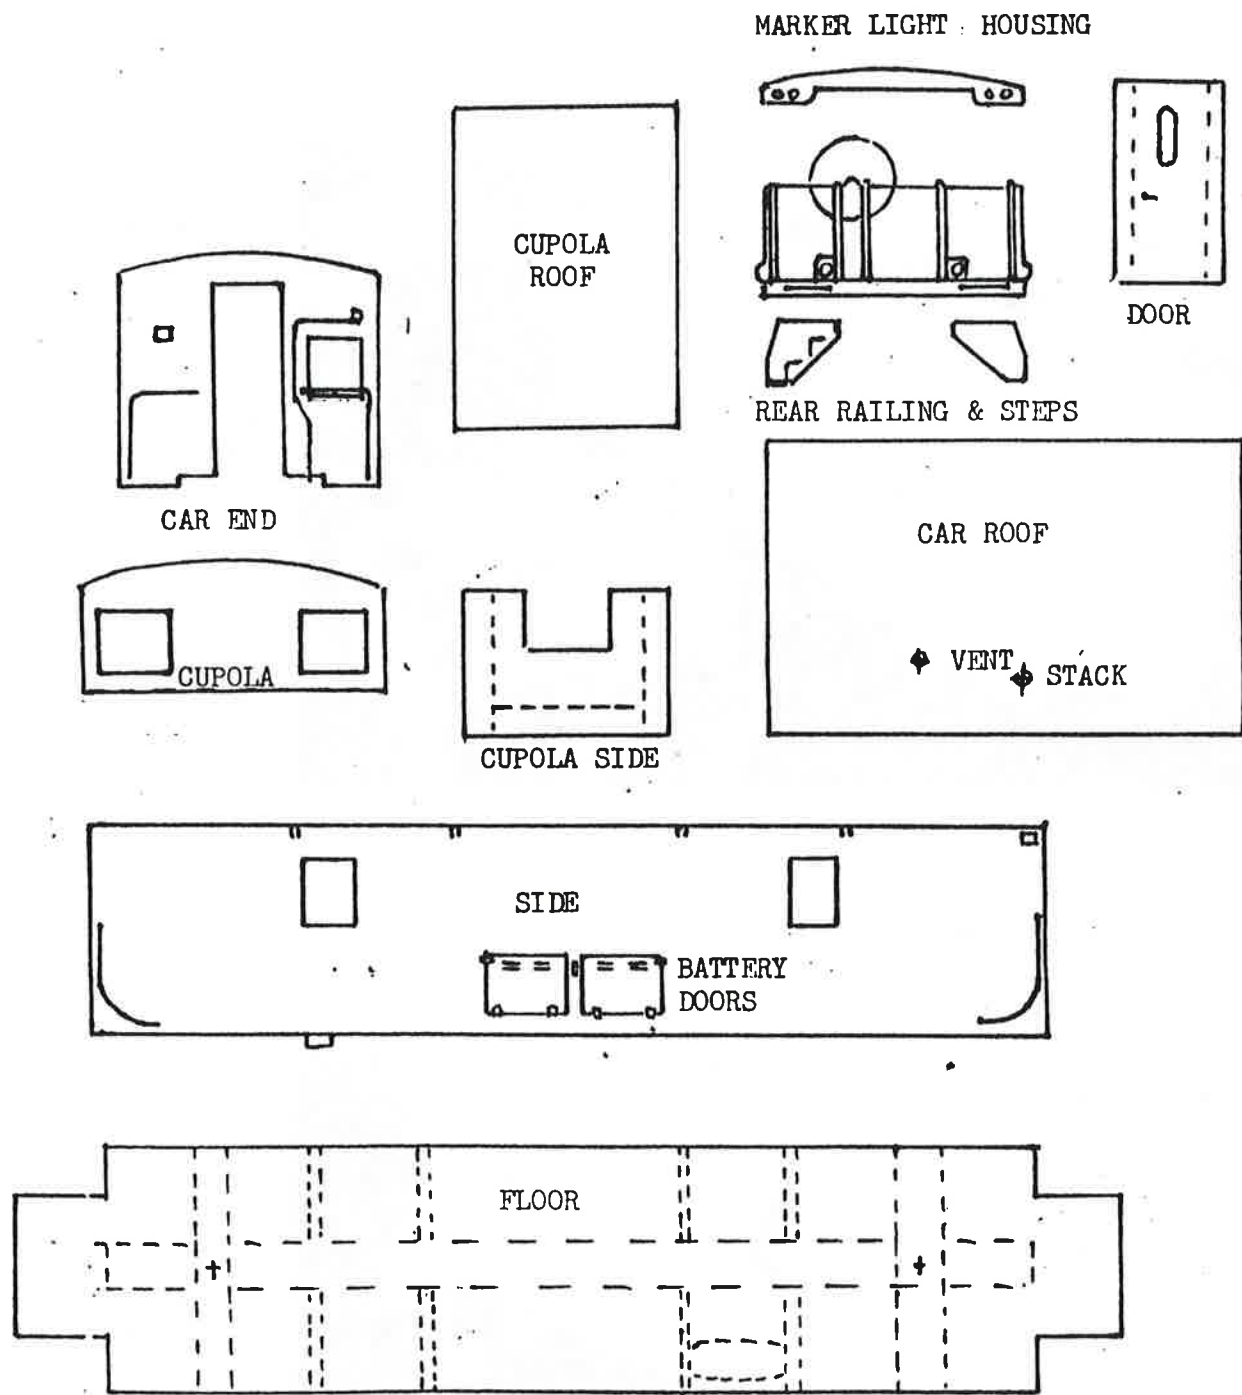 MARKER LIGHT HOUSING
CUPOLA
ROOF
DOOR
REAR RAILING & STEPS
CAR END
CAR ROOF
VENT
STACK
CUPOLA
CUPOLA SIDE
SIDE
BATTERY
DOORS
FLOOR